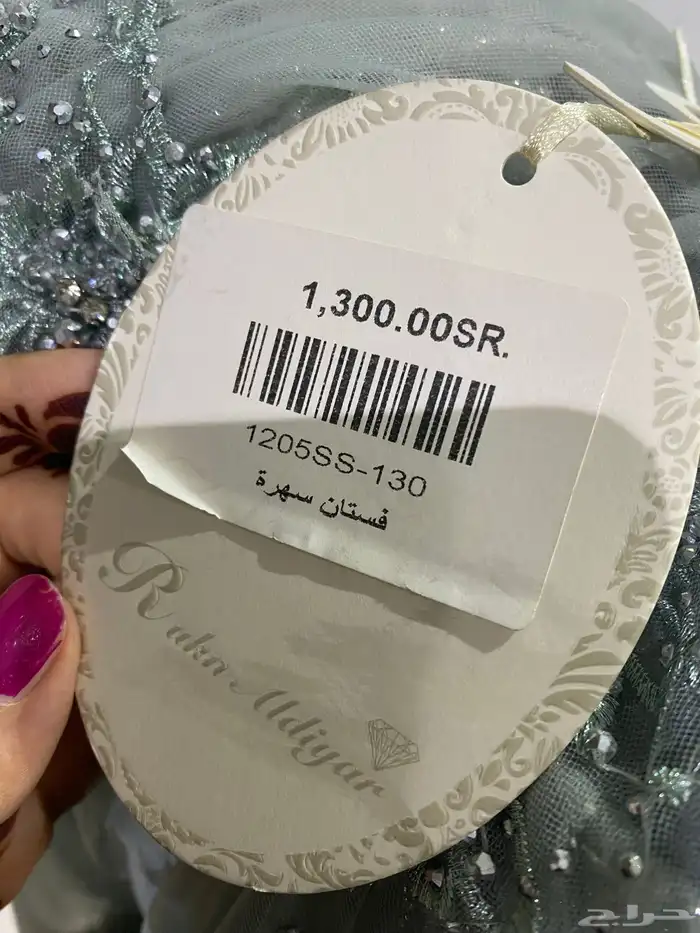 1,300.00SR.
1205SS-130
فستان سهرة
Rukn Aldiyar
حراج